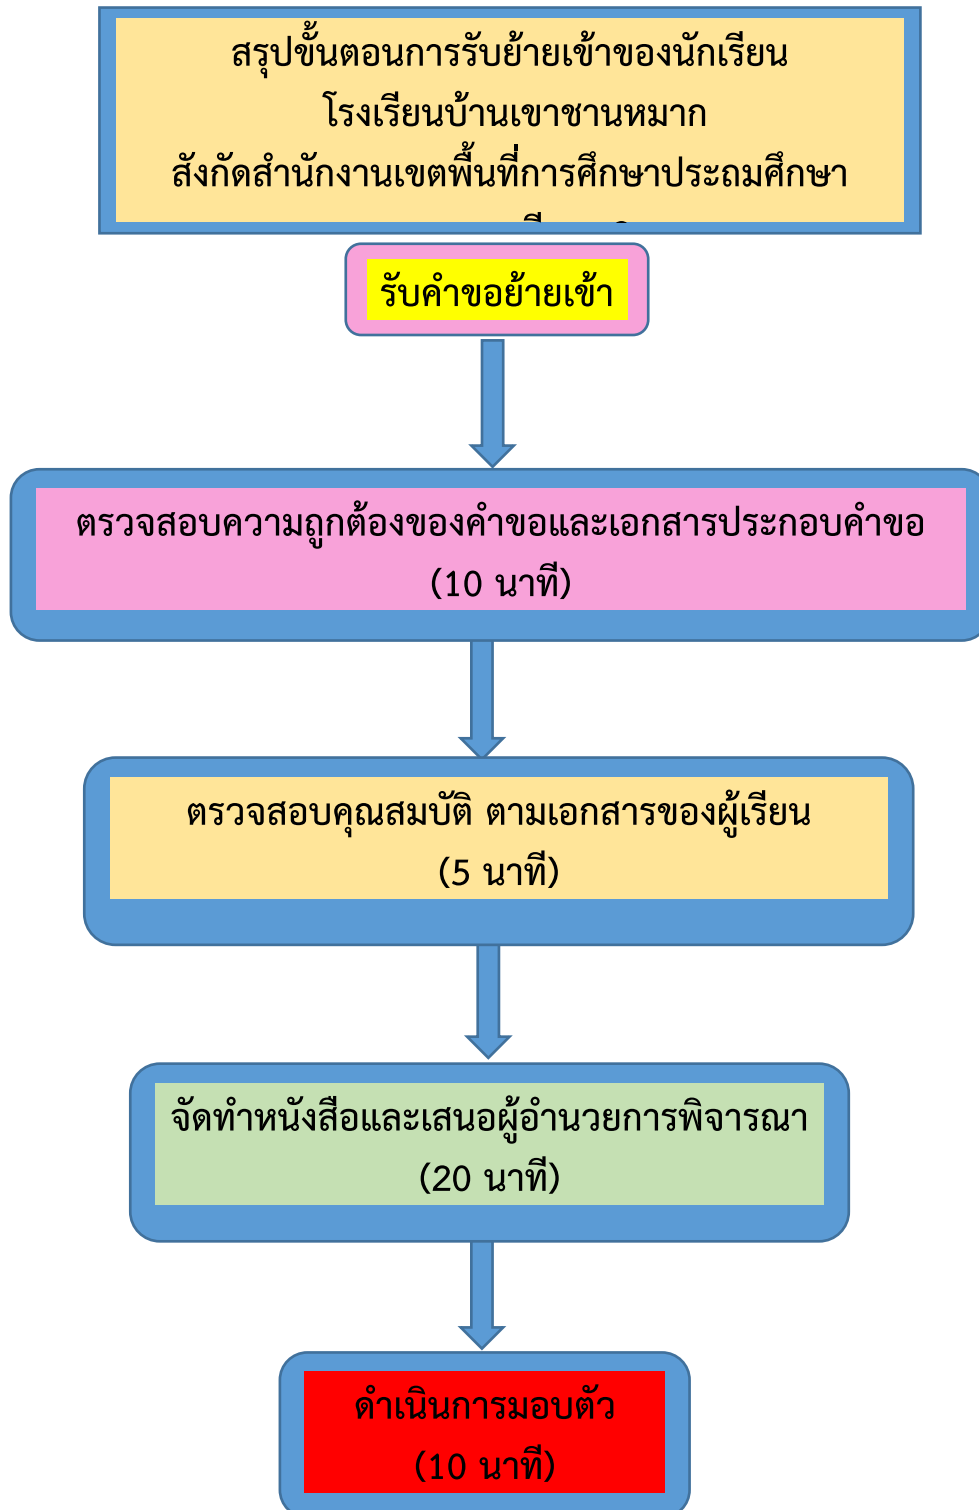 สรุปขั้นตอนการรับย้ายเข้าของนักเรียน
โรงเรียนบ้านเขาชานหมาก
สังกัดสำนักงานเขตพื้นที่การศึกษาประถมศึกษา
รับคำขอย้ายเข้า
ตรวจสอบความถูกต้องของคำขอและเอกสารประกอบคำขอ
(10 นาที)
ตรวจสอบคุณสมบัติ ตามเอกสารของผู้เรียน
(5 นาที)
จัดทำหนังสือและเสนอผู้อำนวยการพิจารณา
(20 นาที)
ดำเนินการมอบตัว
(10 นาที)